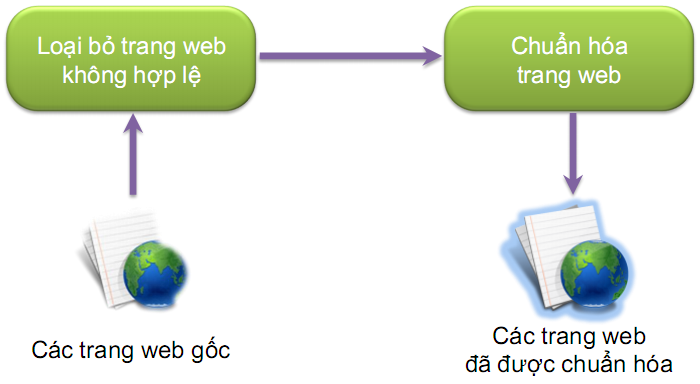 Loại bỏ trang web
không hợp lệ
Chuẩn hóa
trang web
Các trang web gốc
Các trang web
đã được chuẩn hóa